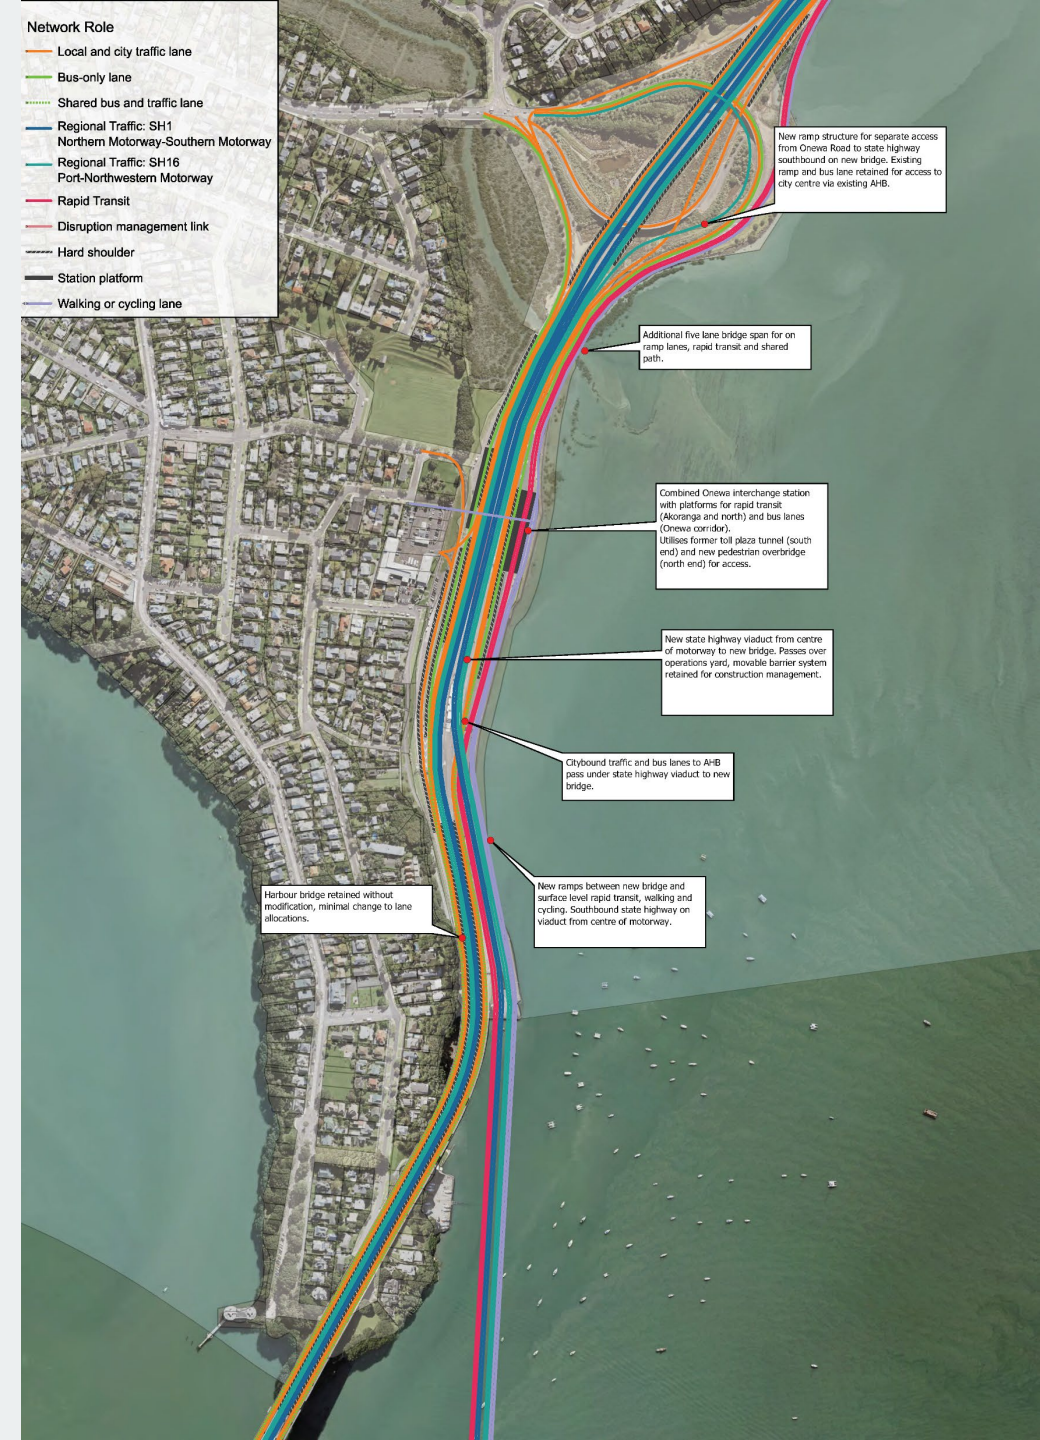 Network Role
Local and city traffic lane
Bus-only lane
Shared bus and traffic lane
Regional Traffic: SH1
Northern Motorway-Southern Motorway
Regional Traffic: SH16
Port-Northwestern Motorway
Rapid Transit
Disruption management link
Hard shoulder
Station platform
Walking or cycling lane
New ramp structure for separate access
from Onewa Road to state highway
southbound on new bridge. Existing
ramp and bus lane retained for access to
city centre via existing AHB.
Additional five lane bridge span for on
ramp lanes, rapid transit and shared
path.
Combined Onewa interchange station
with platforms for rapid transit
(Akoranga and north) and bus lanes
(Onewa corridor).
Utilises former toll plaza tunnel (south
end) and new pedestrian overbridge
(north end) for access.
New state highway viaduct from centre
of motorway to new bridge. Passes over
operations yard, movable barrier system
retained for construction management.
Citybound traffic and bus lanes to AHB
pass under state highway viaduct to new
bridge.
New ramps between new bridge and
surface level rapid transit, walking and
cycling. Southbound state highway on
viaduct from centre of motorway.
Harbour bridge retained without
modification, minimal change to lane
allocations.